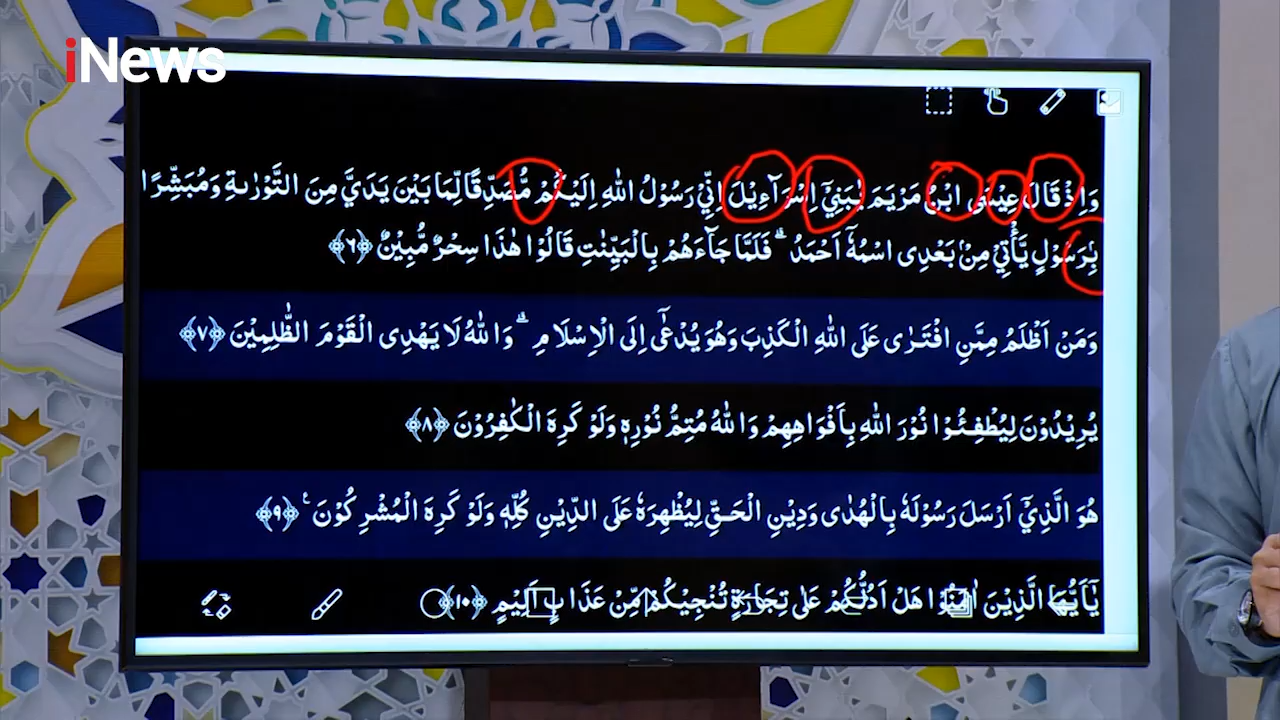 iNews
وَاِذْ قَالَ عِيْسَى ابْنُ مَرْيَمَ يٰبَنِيْٓ اِسْرَاۤءِيْلَ اِنِّيْ رَسُوْلُ اللّٰهِ اِلَيْكُمْ مُّصَدِّقًا لِّمَا بَيْنَ يَدَيَّ مِنَ التَّوْرٰىةِ وَمُبَشِّرًا
بِرَسُوْلٍ يَّأْتِيْ مِنْ بَعْدِى اسْمُهٗٓ اَحْمَدُ ۗ فَلَمَّا جَاۤءَهُمْ بِالْبَيِّنٰتِ قَالُوْا هٰذَا سِحْرٌ مُّبِيْنٌ ﴿٦﴾
وَمَنْ اَظْلَمُ مِمَّنِ افْتَرٰى عَلَى اللّٰهِ الْكَذِبَ وَهُوَ يُدْعٰٓى اِلَى الْاِسْلَامِ ۗ وَاللّٰهُ لَا يَهْدِى الْقَوْمَ الظّٰلِمِيْنَ ﴿٧﴾
يُرِيْدُوْنَ لِيُطْفِـُٔوْا نُوْرَ اللّٰهِ بِاَفْوَاهِهِمْ وَاللّٰهُ مُتِمُّ نُوْرِهٖ وَلَوْ كَرِهَ الْكٰفِرُوْنَ ﴿٨﴾
هُوَ الَّذِيْٓ اَرْسَلَ رَسُوْلَهٗ بِالْهُدٰى وَدِيْنِ الْحَقِّ لِيُظْهِرَهٗ عَلَى الدِّيْنِ كُلِّهٖ وَلَوْ كَرِهَ الْمُشْرِكُوْنَ ࣖ ﴿٩﴾
يٰٓاَيُّهَا الَّذِيْنَ اٰمَنُوْا هَلْ اَدُلُّكُمْ عَلٰى تِجَارَةٍ تُنْجِيْكُمْ مِّنْ عَذَابٍ اَلِيْمٍ ﴿١٠﴾